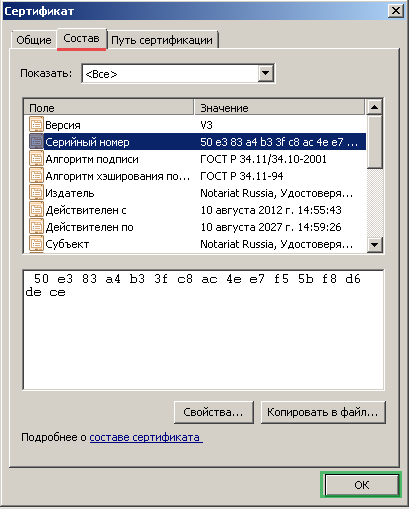 Сертификат
Общие Состав Путь сертификации
Показать: <Все>
Поле Значение
Версия V3
Серийный номер 50 e3 83 a4 b3 3f c8 ac 4e e7 ...
Алгоритм подписи ГОСТ Р 34.11/34.10-2001
Алгоритм хэширования по... ГОСТ Р 34.11-94
Издатель Notariat Russia, Удостоверя...
Действителен с 10 августа 2012 г. 14:55:43
Действителен по 10 августа 2027 г. 14:59:26
Субъект Notariat Russia, Удостоверя...
50 e3 83 a4 b3 3f c8 ac 4e e7 f5 5b f8 d6
de ce
Свойства... Копировать в файл...
Подробнее о составе сертификата
OK